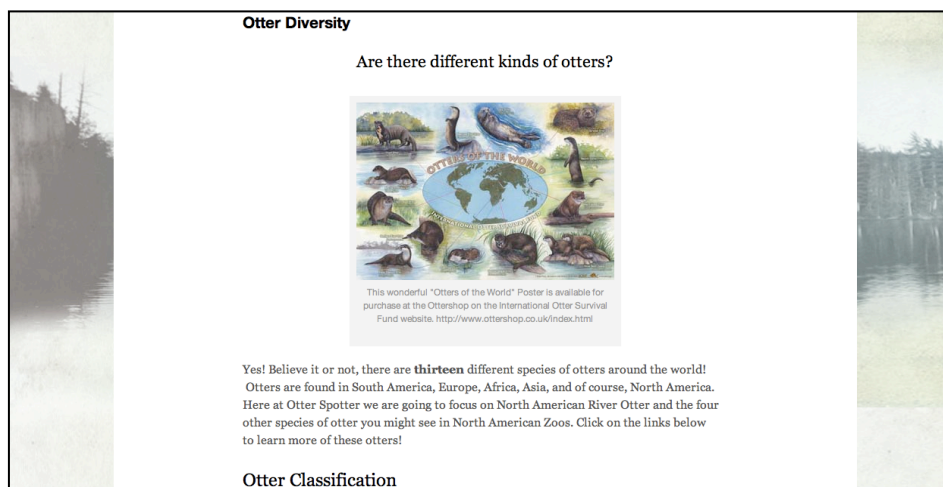 Otter Diversity
Are there different kinds of otters?
OTTERS OF THE WORLD
This wonderful "Otters of the World" Poster is available for
purchase at the Ottershop on the International Otter Survival
Fund website. http://www.ottershop.co.uk/index.html
Yes! Believe it or not, there are thirteen different species of otters around the world!
Otters are found in South America, Europe, Africa, Asia, and of course, North America.
Here at Otter Spotter we are going to focus on North American River Otter and the four
other species of otter you might see in North American Zoos. Click on the links below
to learn more of these otters!
Otter Classification